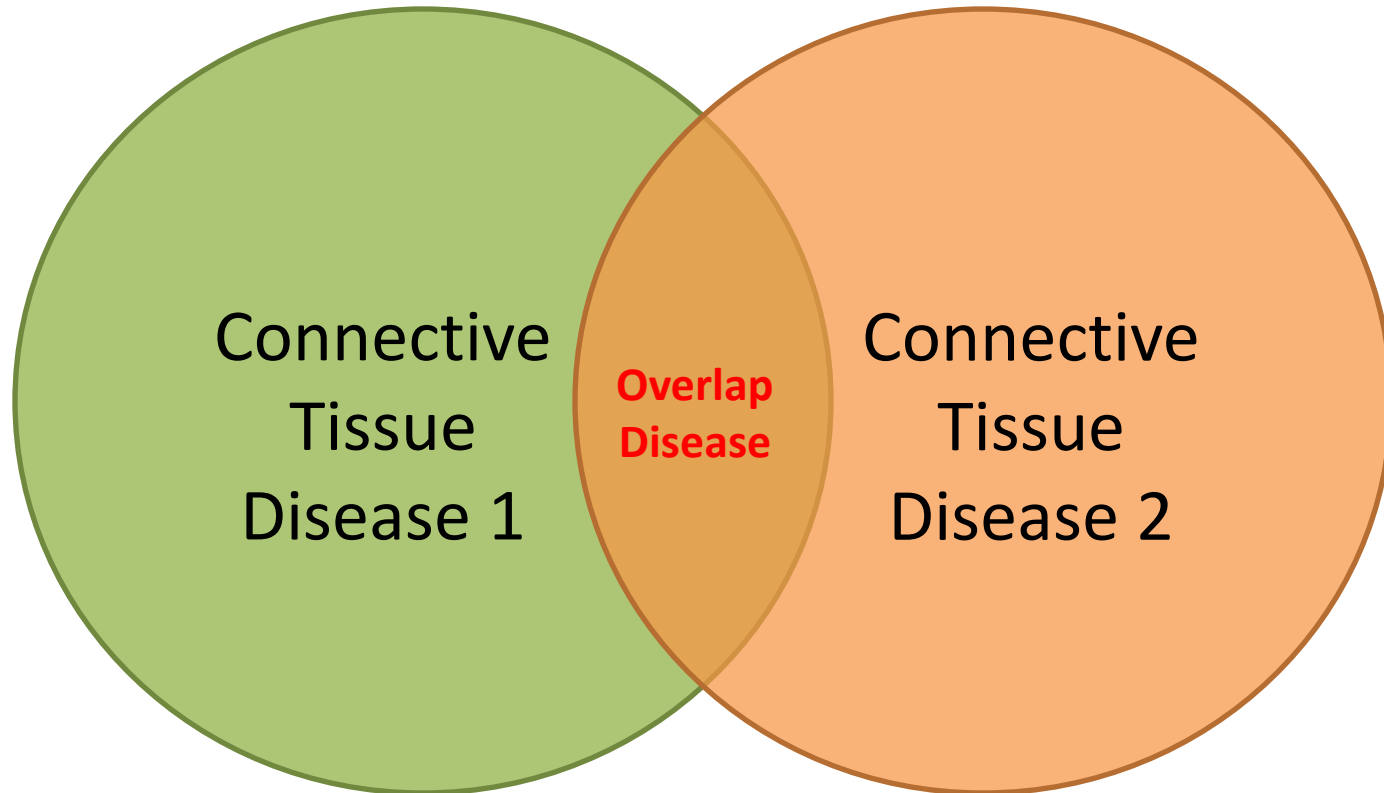 Connective
Tissue
Disease 1
Overlap
Disease
Connective
Tissue
Disease 2